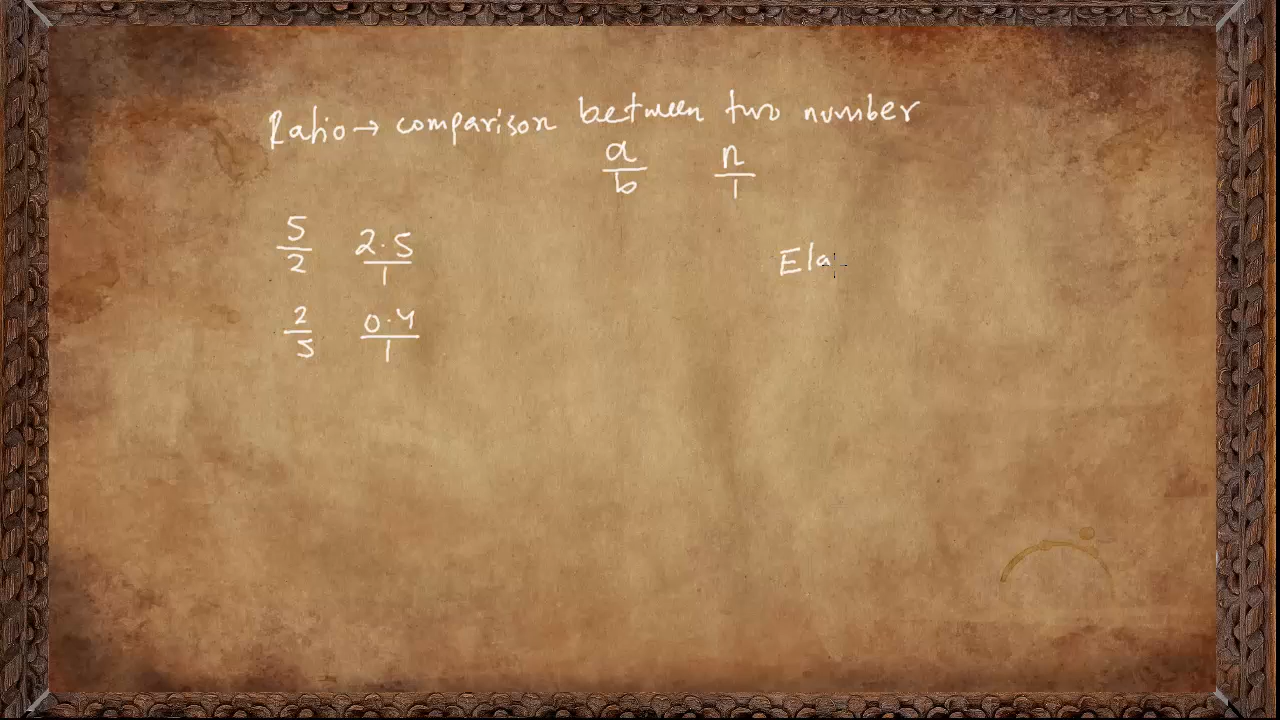 Ratio → comparison between two number
a/b n/1
5/2 2.5/1
Ela
2/5 0.4/1